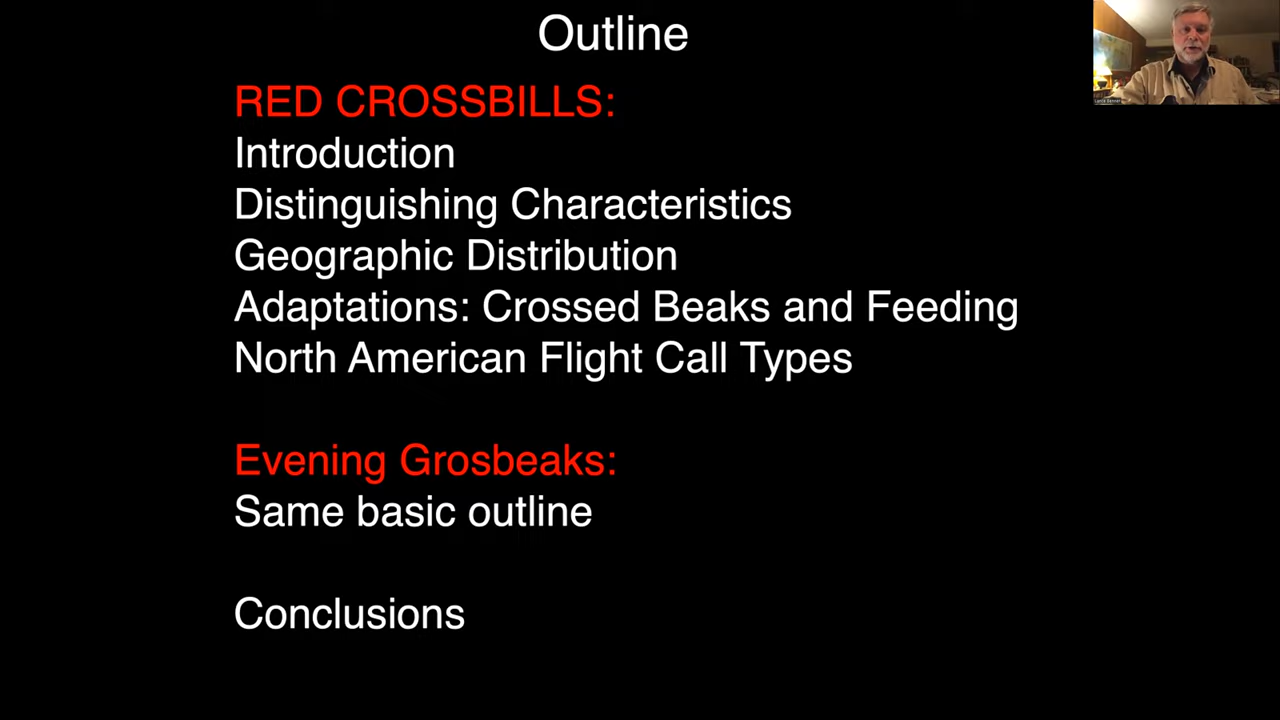 Outline
RED CROSSBILLS:
Introduction
Distinguishing Characteristics
Geographic Distribution
Adaptations: Crossed Beaks and Feeding
North American Flight Call Types
Evening Grosbeaks:
Same basic outline
Conclusions